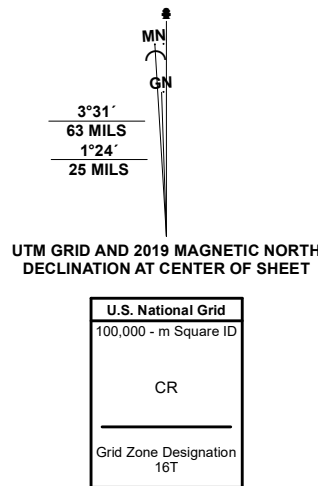 MN
GN
3°31´
63 MILS
1°24´
25 MILS
UTM GRID AND 2019 MAGNETIC NORTH
DECLINATION AT CENTER OF SHEET
U.S. National Grid
100,000 - m Square ID
CR
Grid Zone Designation
16T